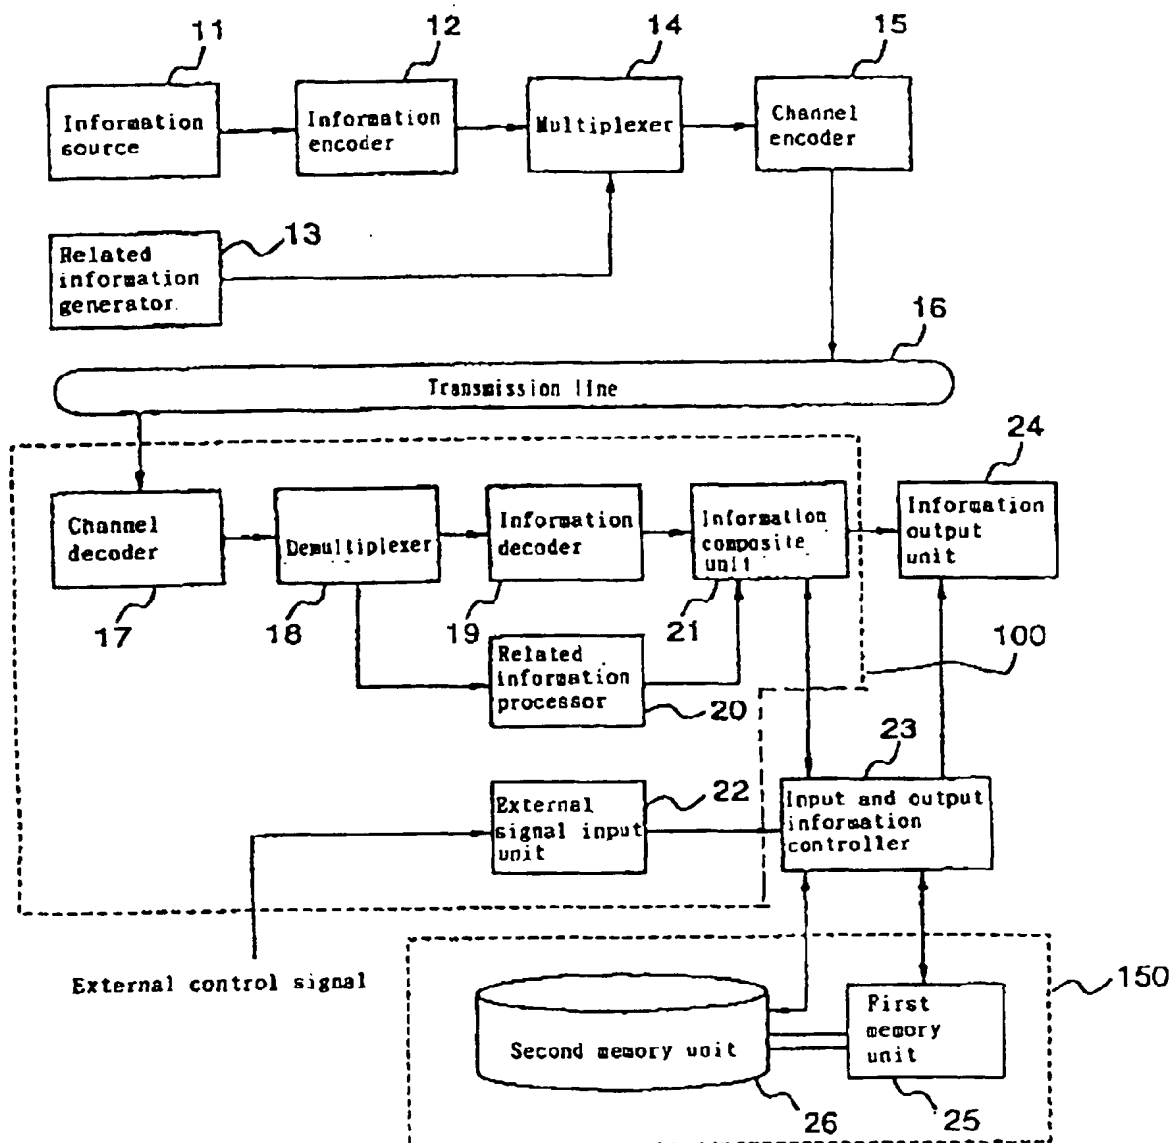 11
12
14
15
Information
source
Information
encoder
Multiplexer
Channel
encoder
13
Related
information
generator.
16
Transmission line
24
Channel
decoder
Demultiplexer
Information
decoder
Information
composite
unit
Information
output
unit
17
18
19
21
100
Related
information
processor
20
23
22
External
signal input
unit
Input and output
information
controller
External control signal
150
Second memory unit
First
memory
unit
26
25